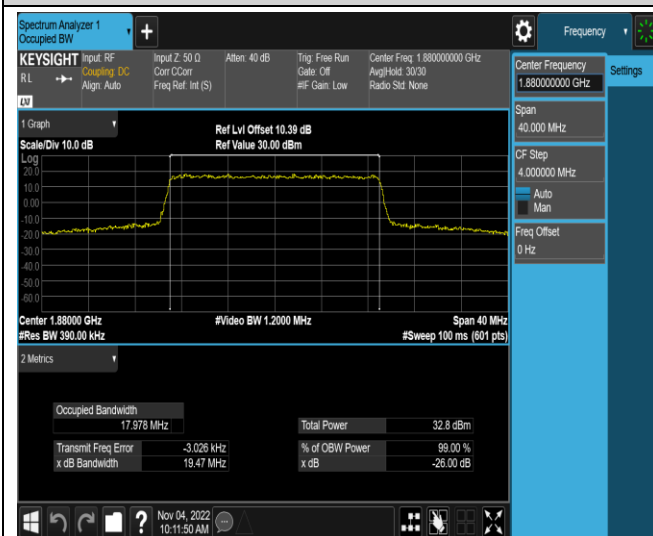 Spectrum Analyzer 1
Occupied BW
+
Frequency
KEYSIGHT
RL
LXI
Input: RF
Coupling: DC
Align: Auto
Input Z: 50 Ω
Corr CCorr
Freq Ref: Int (S)
Atten: 40 dB
Trig: Free Run
Gate: Off
#IF Gain: Low
Center Freq: 1.880000000 GHz
Avg|Hold: 30/30
Radio Std: None
Center Frequency
1.880000000 GHz
Settings
Span
40.000 MHz
CF Step
4.000000 MHz
Auto
Man
Freq Offset
0 Hz
1 Graph
Ref Lvl Offset 10.39 dB
Scale/Div 10.0 dB
Ref Value 30.00 dBm
Log
20.0
10.0
0.00
-10.0
-20.0
-30.0
-40.0
-50.0
-60.0
Center 1.88000 GHz
#Video BW 1.2000 MHz
Span 40 MHz
#Res BW 390.00 kHz
#Sweep 100 ms (601 pts)
2 Metrics
Occupied Bandwidth
17.978 MHz
Total Power 32.8 dBm
Transmit Freq Error -3.026 kHz
% of OBW Power 99.00 %
x dB Bandwidth 19.47 MHz
x dB -26.00 dB
?
Nov 04, 2022
10:11:50 AM